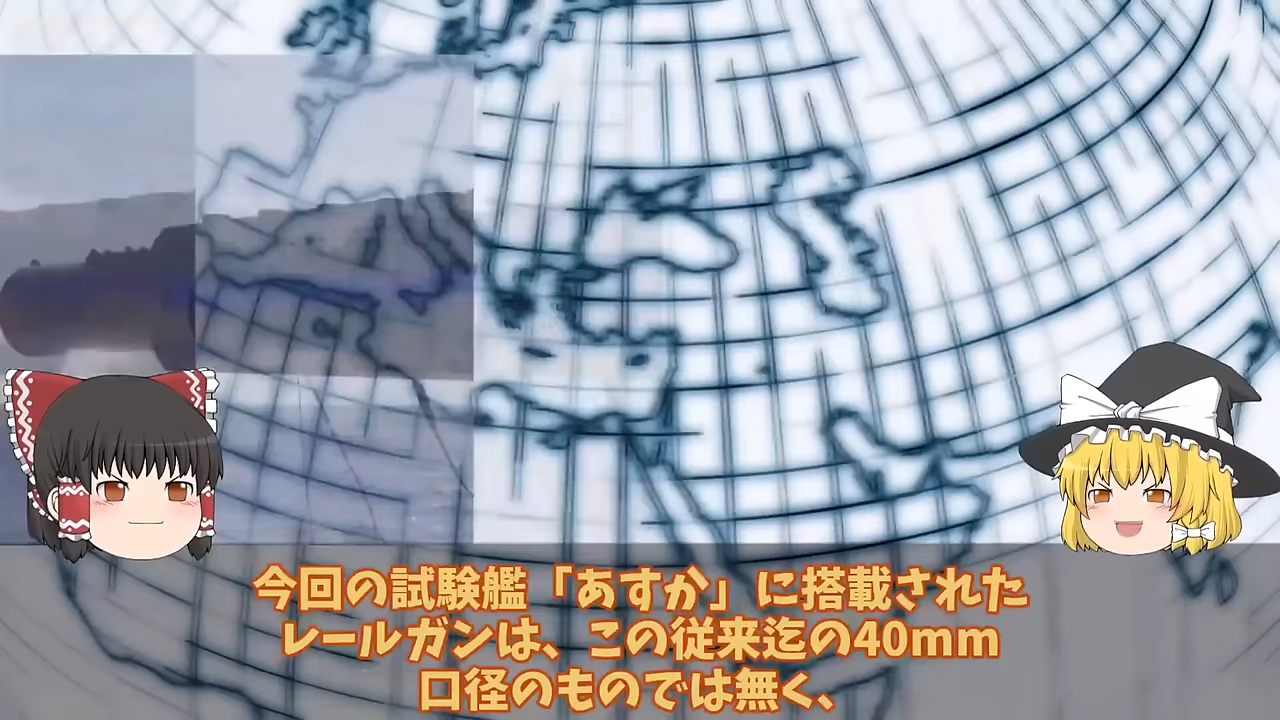 今回の試験艦「あすか」に搭載された
レールガンは、この従来迄の40mm
口径のものでは無く、